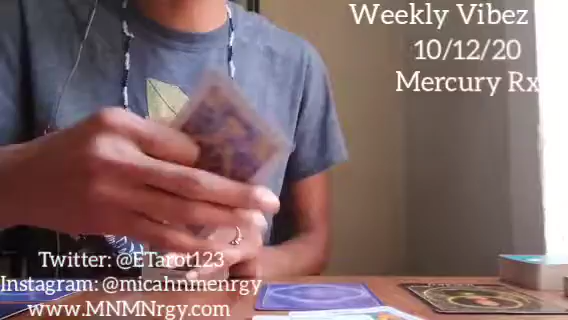 Weekly Vibez
10/12/20
Mercury Rx
Twitter: @ETarot123
Instagram: @micahnmenrgy
www.MNMNrgy.com